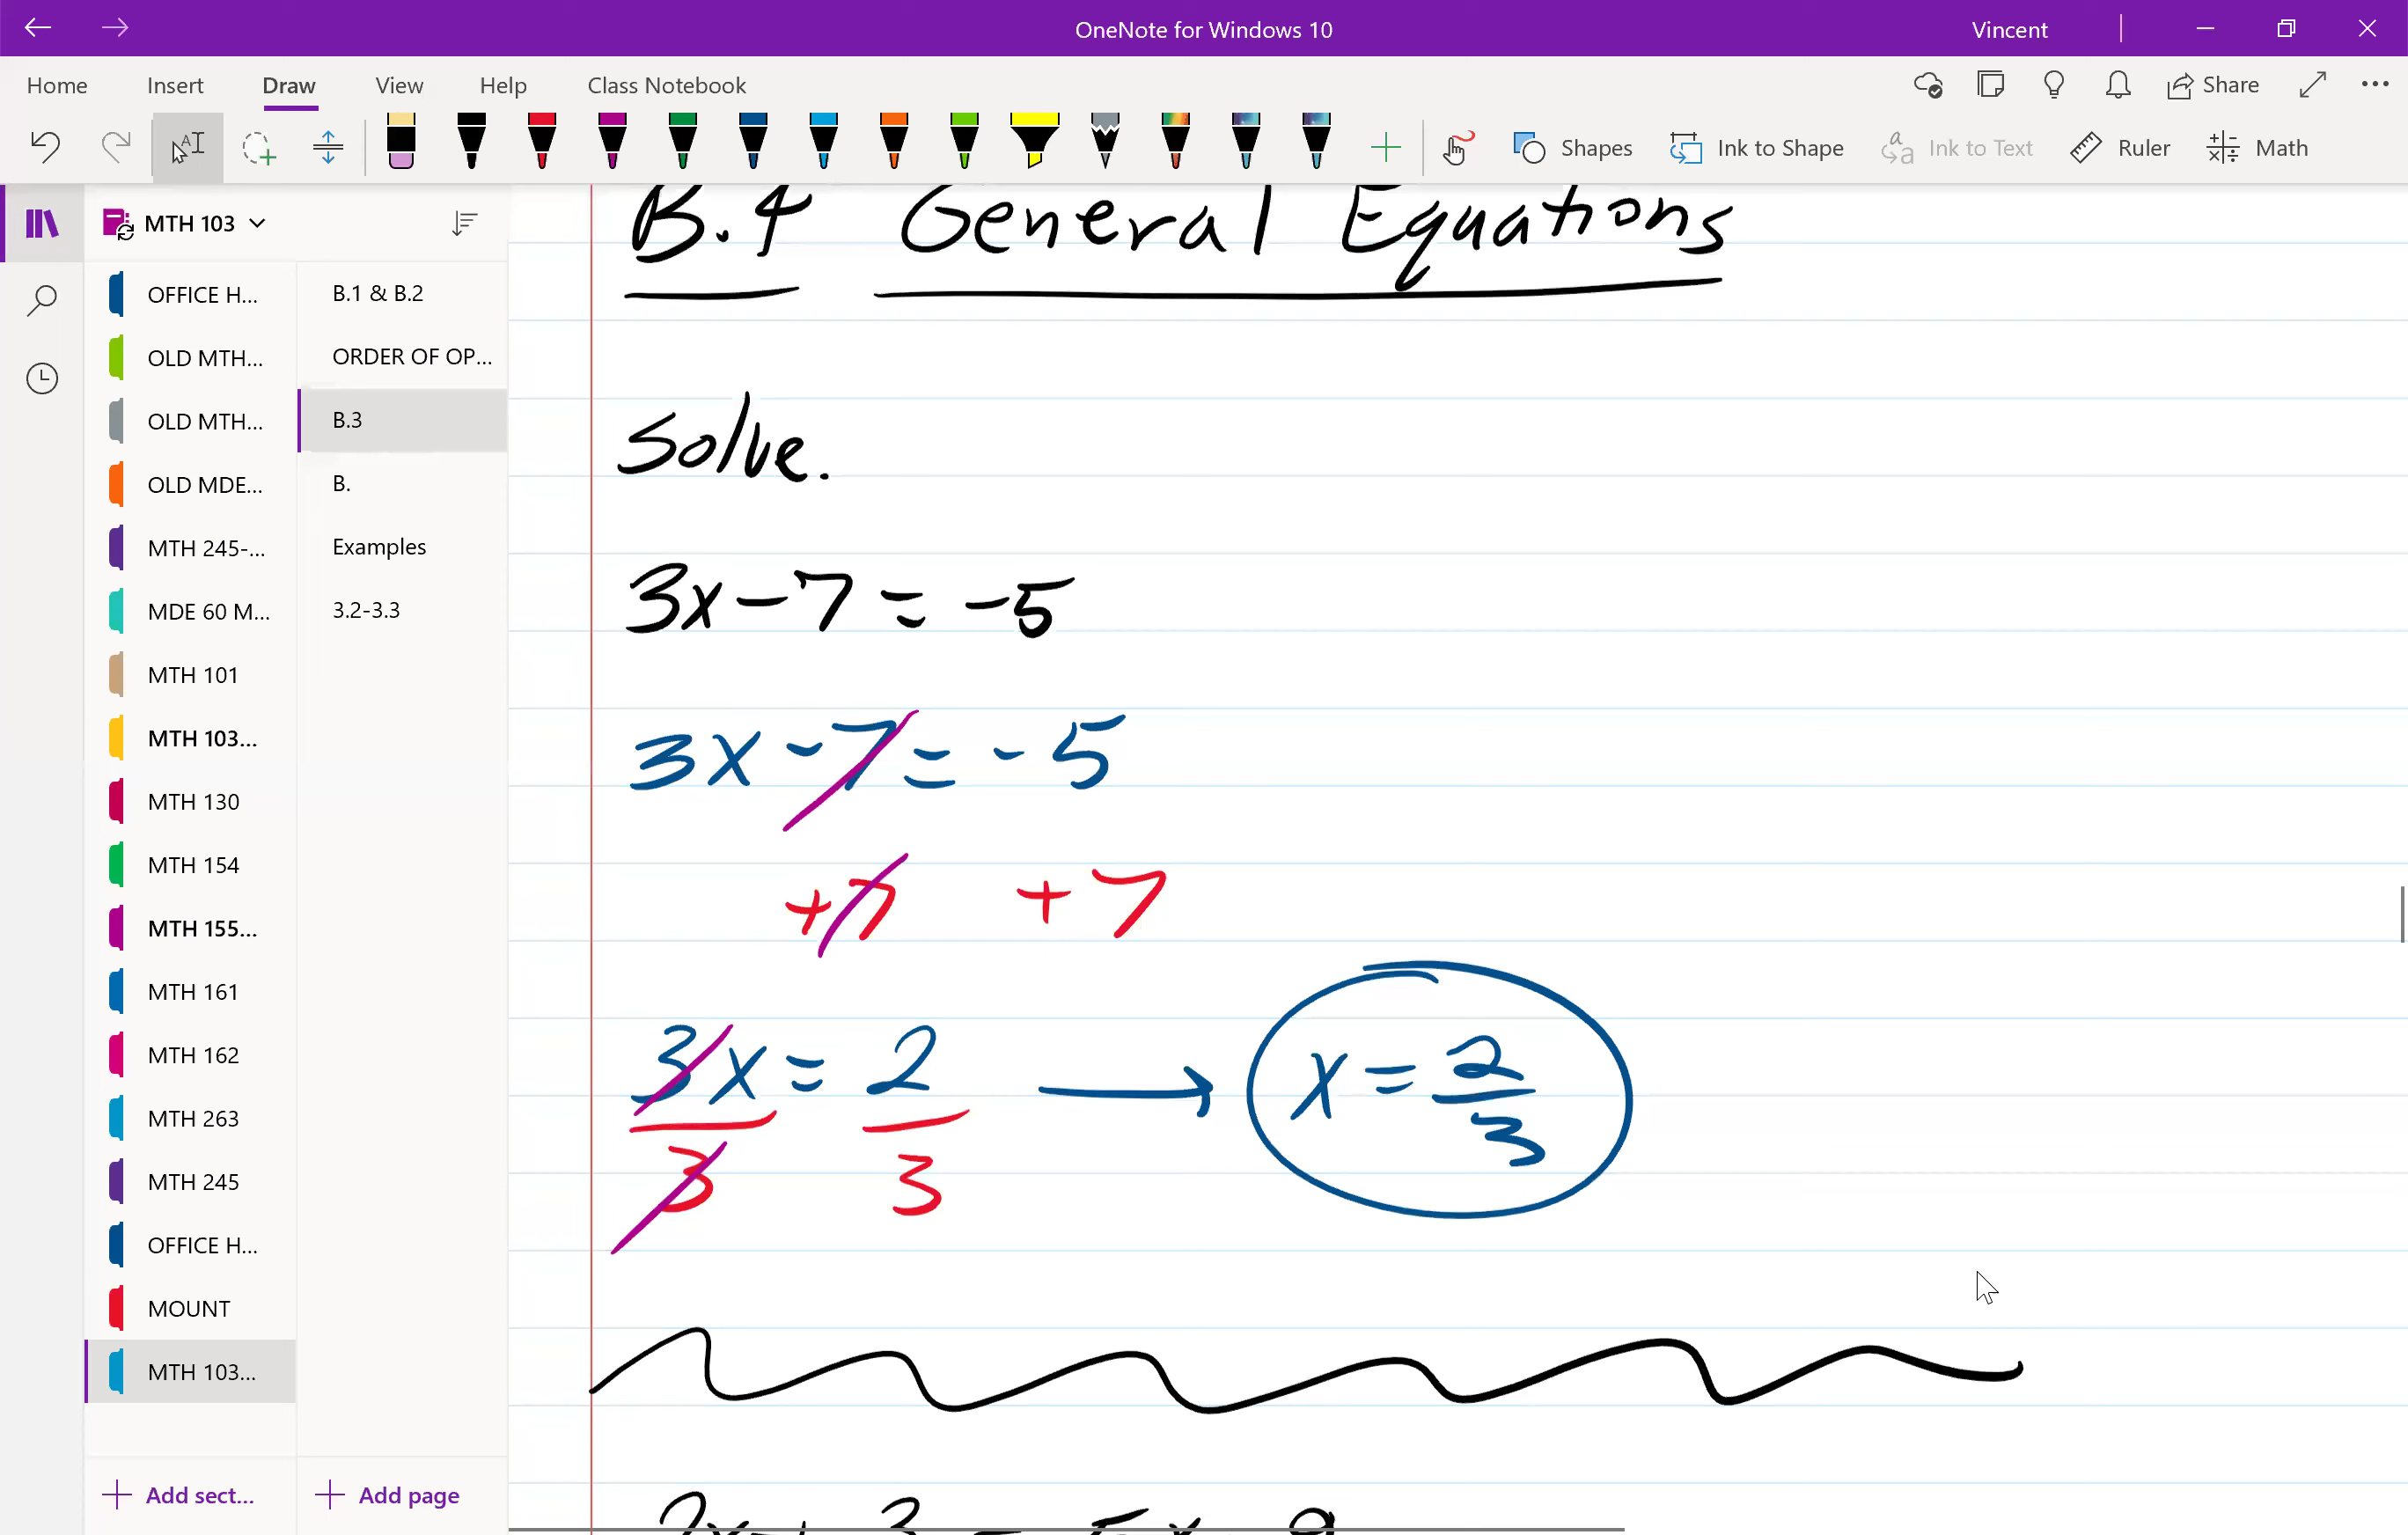 OneNote for Windows 10
Vincent
Home Insert Draw View Help Class Notebook
Share
Shapes Ink to Shape Ink to Text Ruler Math
MTH 103
OFFICE H...
OLD MTH...
OLD MTH...
OLD MDE...
MTH 245-...
MDE 60 M...
MTH 101
MTH 103...
MTH 130
MTH 154
MTH 155...
MTH 161
MTH 162
MTH 263
MTH 245
OFFICE H...
MOUNT
MTH 103...
Add sect...
B.1 & B.2
ORDER OF OP...
B.3
B.
Examples
3.2-3.3
Add page
B.4 General Equations
Solve.
3x-7 = -5
3x-7 = -5
+7 +7
3x = 2 → x = 2
3 3 3